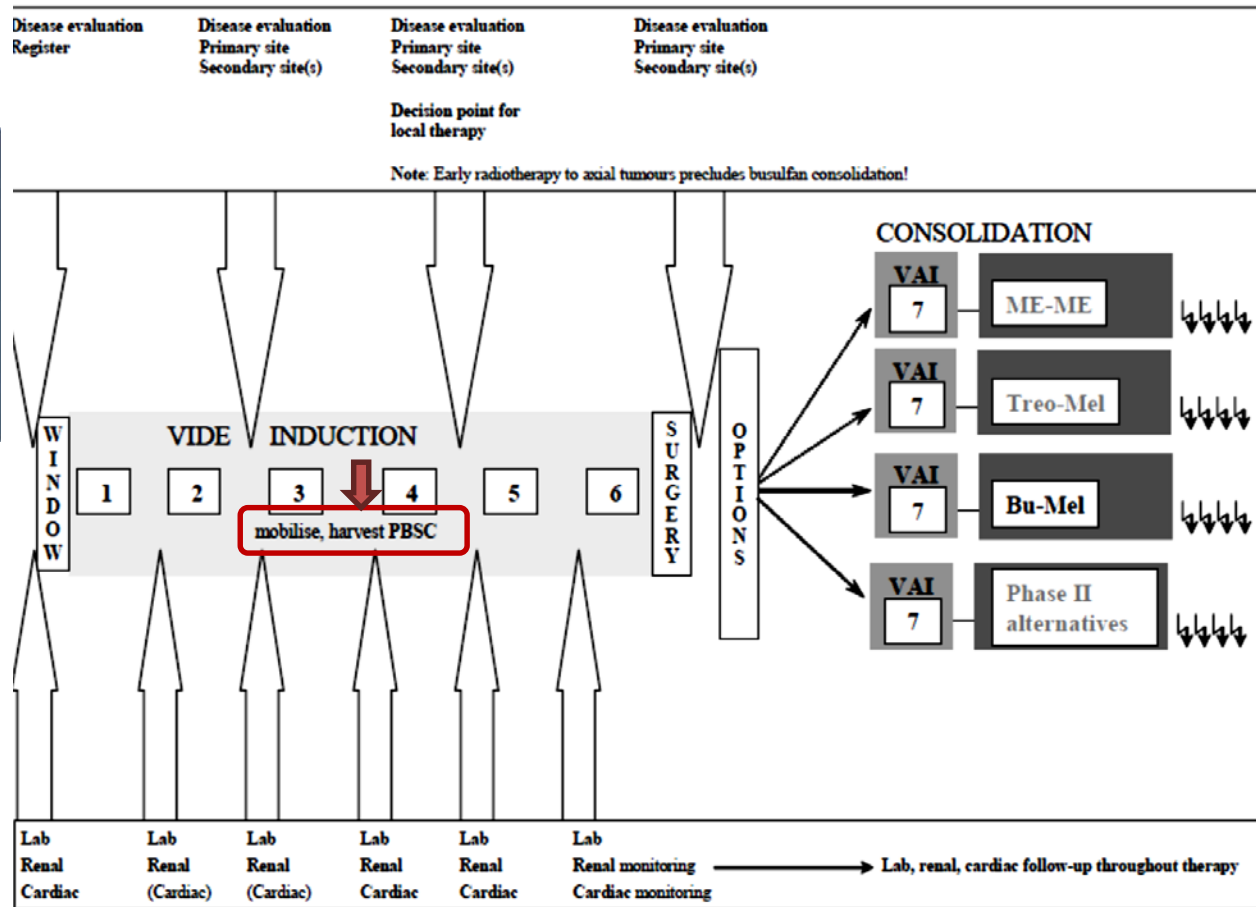 Disease evaluation
Register
Disease evaluation
Primary site
Secondary site(s)
Disease evaluation
Primary site
Secondary site(s)
Decision point for
local therapy
Note: Early radiotherapy to axial tumours precludes busulfan consolidation!
Disease evaluation
Primary site
Secondary site(s)
WINDOW
VIDE INDUCTION
1 2 3 4 5 6
mobilise, harvest PBSC
SURGERY
OPTIONS
CONSOLIDATION
VAI
7
ME-ME
VAI
7
Treo-Mel
VAI
7
Bu-Mel
VAI
7
Phase II
alternatives
Lab
Renal
Cardiac
Lab
Renal
(Cardiac)
Lab
Renal
(Cardiac)
Lab
Renal
Cardiac
Lab
Renal
Cardiac
Lab
Renal monitoring
Cardiac monitoring
Lab, renal, cardiac follow-up throughout therapy